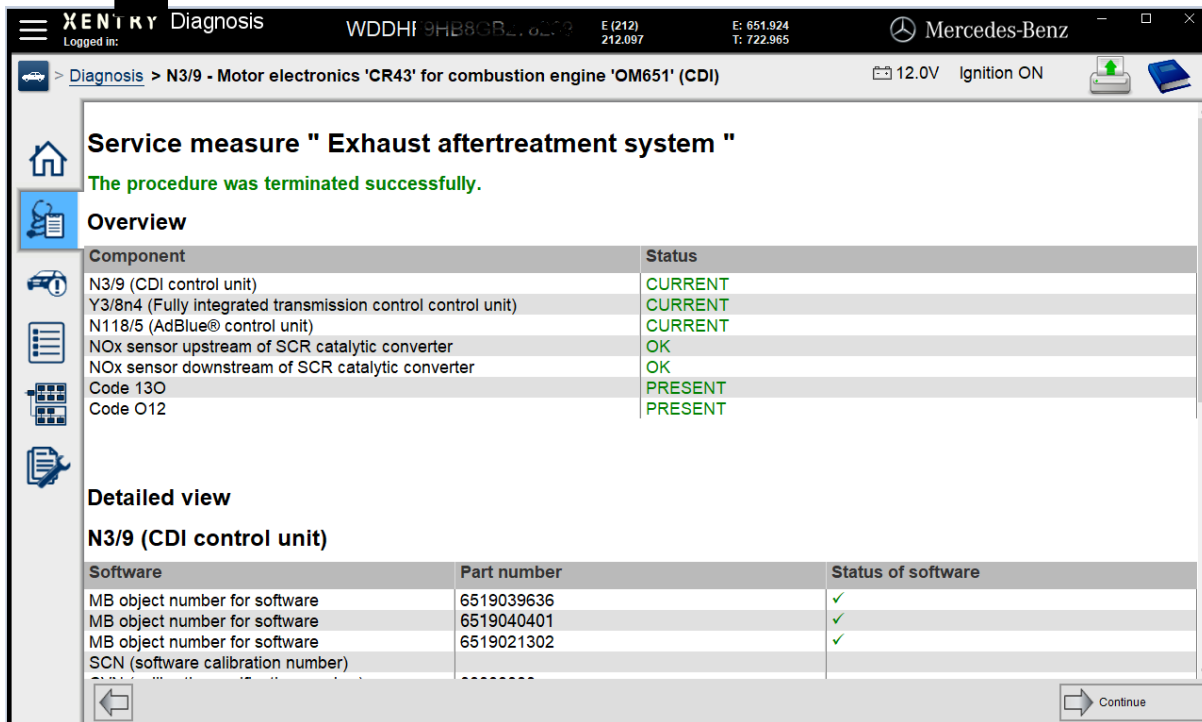 XENTRY Diagnosis
Logged in:
E (212)
212.097
E: 651.924
T: 722.965
Mercedes-Benz
> Diagnosis > N3/9 - Motor electronics 'CR43' for combustion engine 'OM651' (CDI)
12.0V Ignition ON
Service measure " Exhaust aftertreatment system "
The procedure was terminated successfully.
Overview
Component Status
N3/9 (CDI control unit) CURRENT
Y3/8n4 (Fully integrated transmission control control unit) CURRENT
N118/5 (AdBlue® control unit) CURRENT
NOx sensor upstream of SCR catalytic converter OK
NOx sensor downstream of SCR catalytic converter OK
Code 13O PRESENT
Code O12 PRESENT
Detailed view
N3/9 (CDI control unit)
Software Part number Status of software
MB object number for software 6519039636 ✓
MB object number for software 6519040401 ✓
MB object number for software 6519021302 ✓
SCN (software calibration number)
Continue